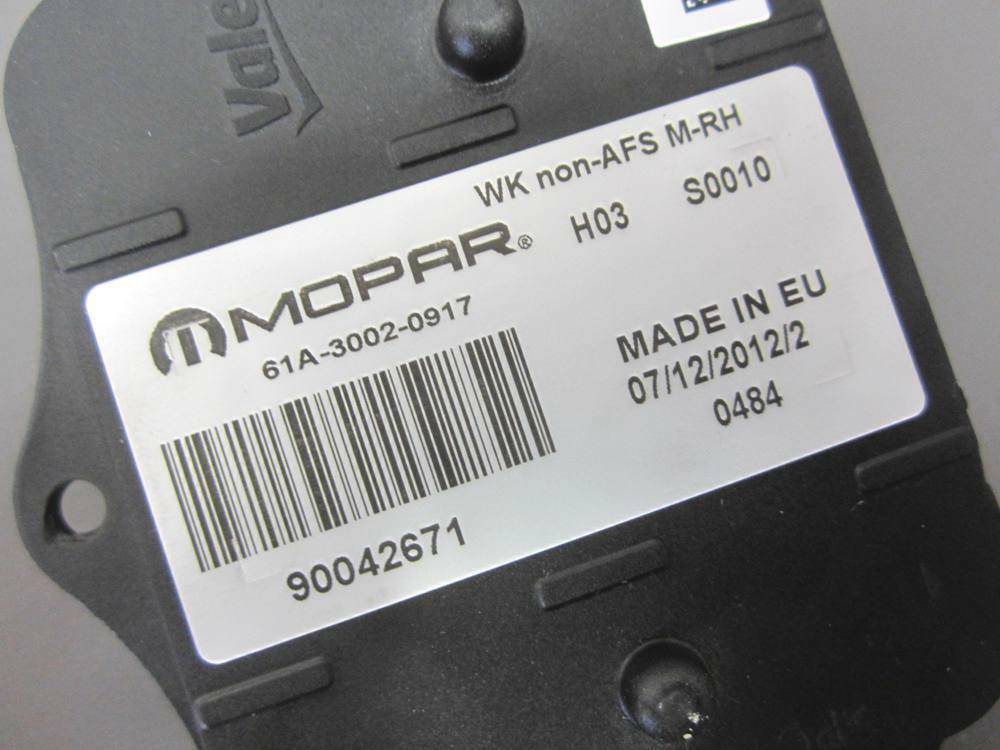 Vale
WK non-AFS M-RH
MOPAR® H03 S0010
61A-3002-0917
MADE IN EU
07/12/2012/2
0484
90042671